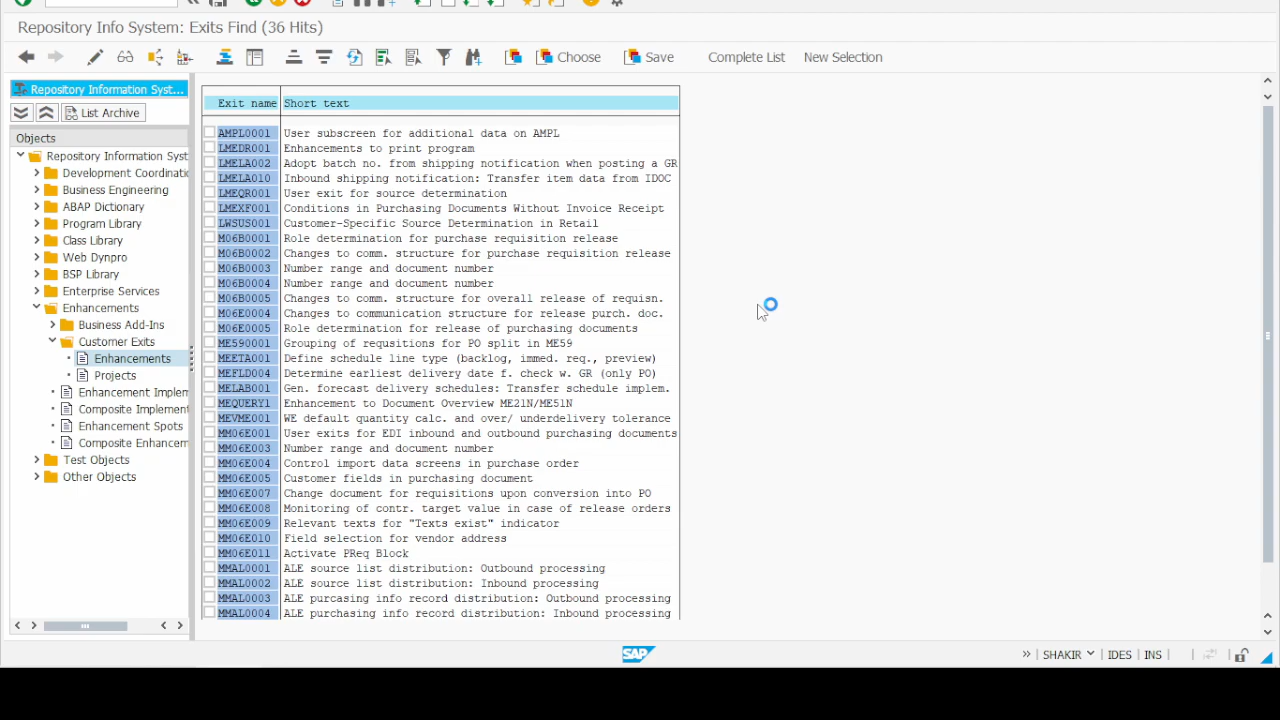 Repository Info System: Exits Find (36 Hits)
Choose Save Complete List New Selection
Repository Information Syst...
List Archive
Objects
Repository Information Syst
Development Coordinatio
Business Engineering
ABAP Dictionary
Program Library
Class Library
Web Dynpro
BSP Library
Enterprise Services
Enhancements
Business Add-Ins
Customer Exits
Enhancements
Projects
Enhancement Implem
Composite Implement
Enhancement Spots
Composite Enhancem
Test Objects
Other Objects
Exit name Short text
AMPL0001 User subscreen for additional data on AMPL
LMEDR001 Enhancements to print program
LMELA002 Adopt batch no. from shipping notification when posting a GR
LMELA010 Inbound shipping notification: Transfer item data from IDOC
LMEQR001 User exit for source determination
LMEXF001 Conditions in Purchasing Documents Without Invoice Receipt
LWSUS001 Customer-Specific Source Determination in Retail
M06B0001 Role determination for purchase requisition release
M06B0002 Changes to comm. structure for purchase requisition release
M06B0003 Number range and document number
M06B0004 Number range and document number
M06B0005 Changes to comm. structure for overall release of requisn.
M06E0004 Changes to communication structure for release purch. doc.
M06E0005 Role determination for release of purchasing documents
ME590001 Grouping of requsitions for PO split in ME59
MEETA001 Define schedule line type (backlog, immed. req., preview)
MEFLD004 Determine earliest delivery date f. check w. GR (only PO)
MELAB001 Gen. forecast delivery schedules: Transfer schedule implem.
MEQUERY1 Enhancement to Document Overview ME21N/ME51N
MEVME001 WE default quantity calc. and over/ underdelivery tolerance
MM06E001 User exits for EDI inbound and outbound purchasing documents
MM06E003 Number range and document number
MM06E004 Control import data screens in purchase order
MM06E005 Customer fields in purchasing document
MM06E007 Change document for requisitions upon conversion into PO
MM06E008 Monitoring of contr. target value in case of release orders
MM06E009 Relevant texts for "Texts exist" indicator
MM06E010 Field selection for vendor address
MM06E011 Activate PReq Block
MMAL0001 ALE source list distribution: Outbound processing
MMAL0002 ALE source list distribution: Inbound processing
MMAL0003 ALE purcasing info record distribution: Outbound processing
MMAL0004 ALE purchasing info record distribution: Inbound processing
SAP
SHAKIR IDES INS